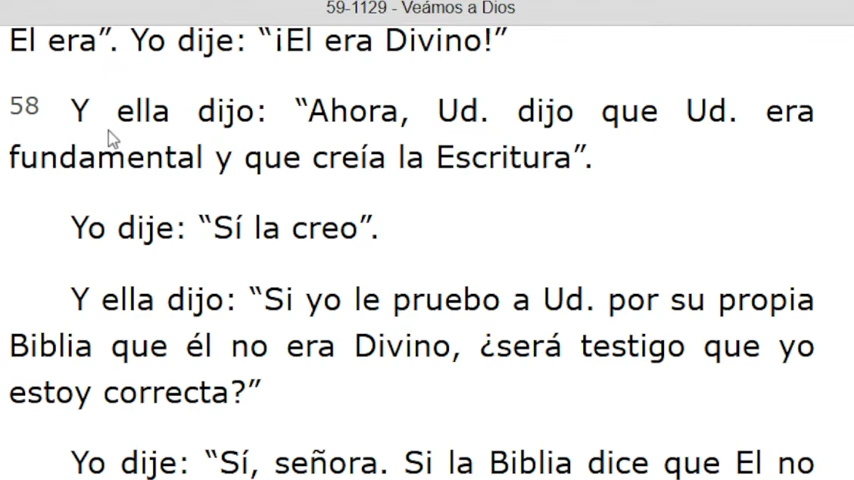 59-1129 - Veámos a Dios
El era”. Yo dije: “¡El era Divino!”
58 Y ella dijo: “Ahora, Ud. dijo que Ud. era
fundamental y que creía la Escritura”.
Yo dije: “Sí la creo”.
Y ella dijo: “Si yo le pruebo a Ud. por su propia
Biblia que él no era Divino, ¿será testigo que yo
estoy correcta?”
Yo dije: “Sí, señora. Si la Biblia dice que El no